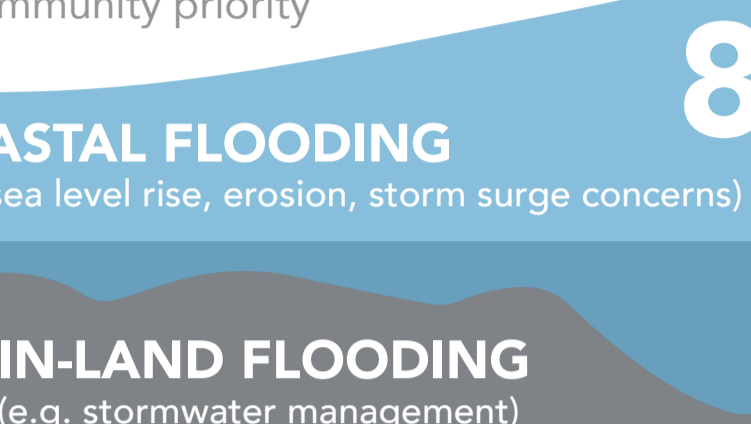 mmunity priority
8
ASTAL FLOODING
sea level rise, erosion, storm surge concerns)
IN-LAND FLOODING
(e.g. stormwater management)